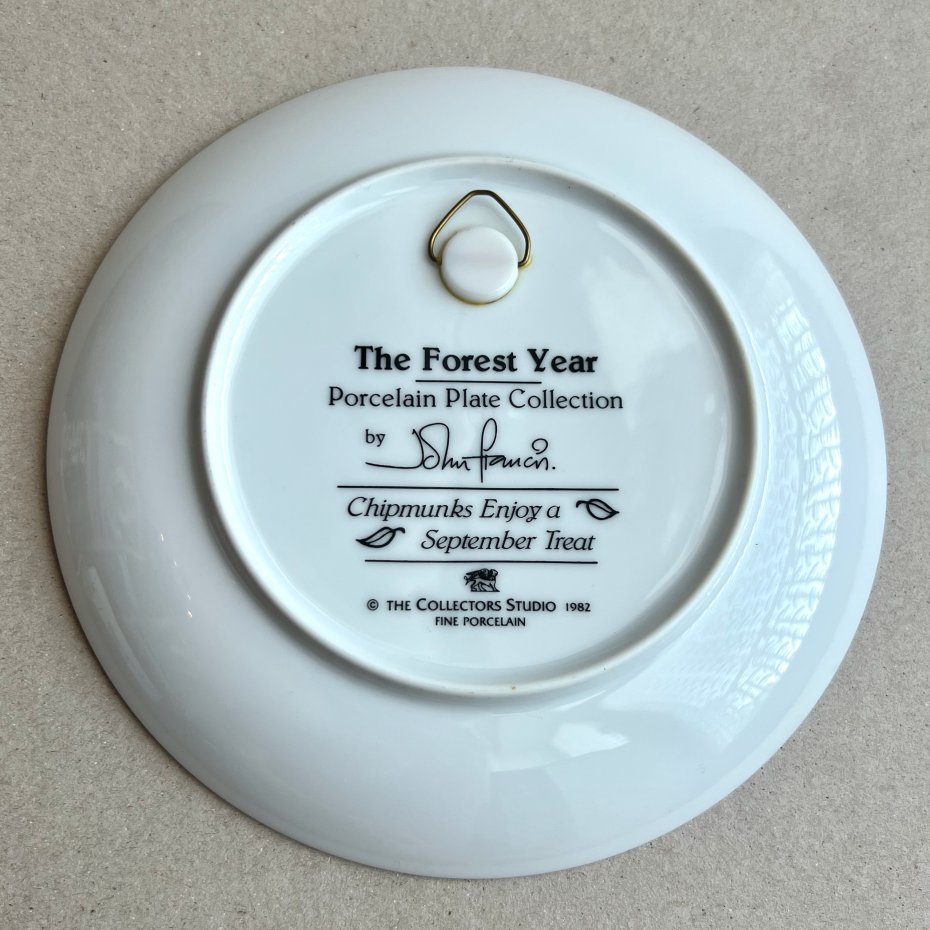 The Forest Year
Porcelain Plate Collection
by John Francis.
Chipmunks Enjoy a
September Treat
© THE COLLECTORS STUDIO 1982
FINE PORCELAIN